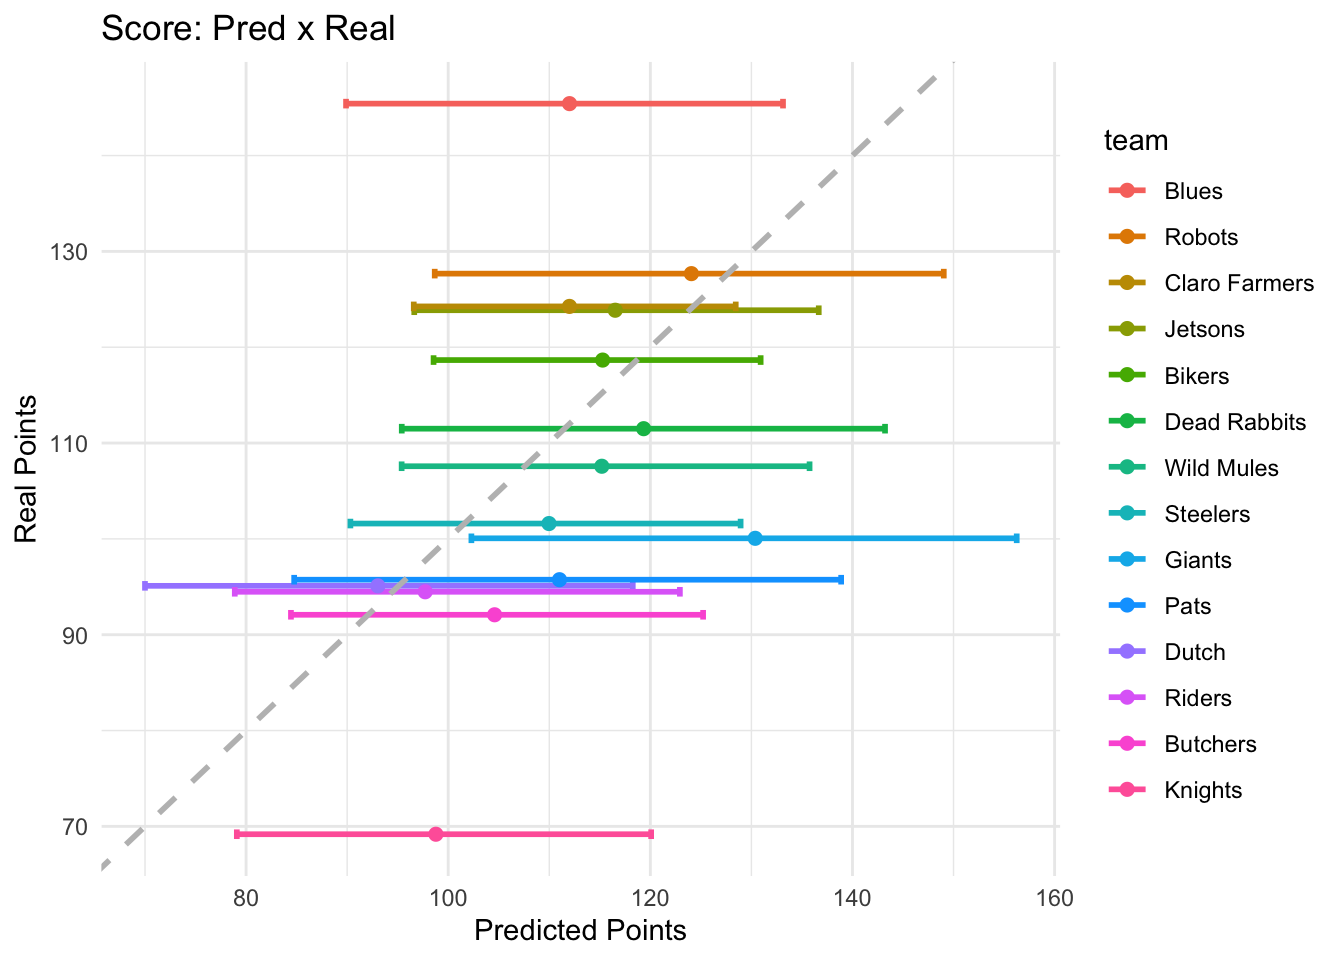 Score: Pred x Real
130
110
90
70
Real Points
80 100 120 140 160
Predicted Points
team
Blues
Robots
Claro Farmers
Jetsons
Bikers
Dead Rabbits
Wild Mules
Steelers
Giants
Pats
Dutch
Riders
Butchers
Knights